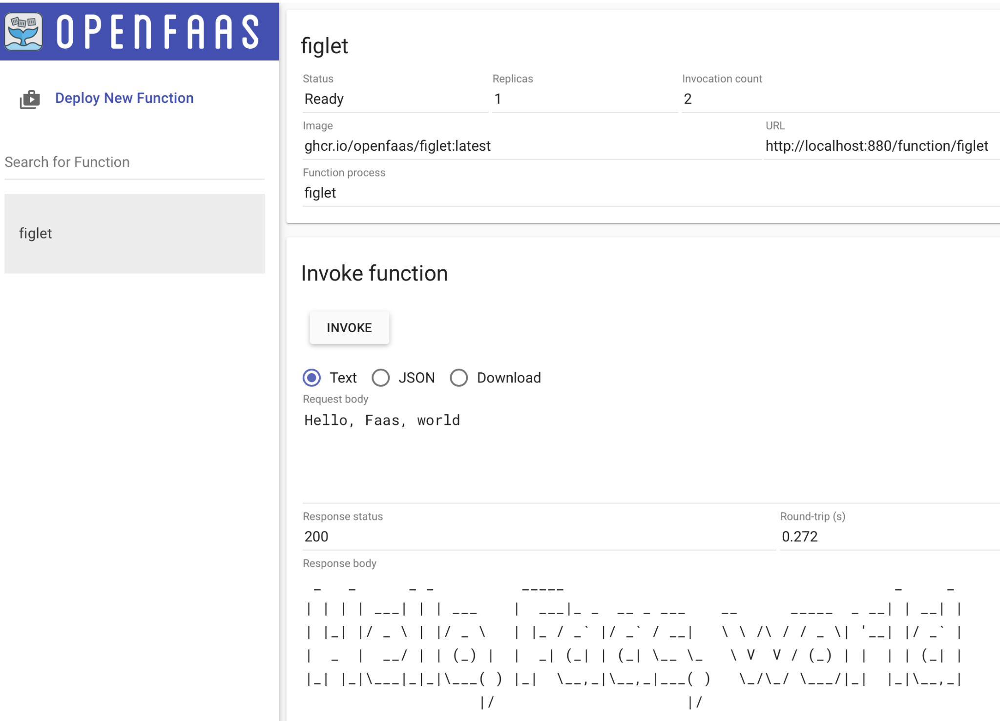 OPENFAAS
Deploy New Function
Search for Function
figlet
figlet
Status Replicas Invocation count
Ready 1 2
Image URL
ghcr.io/openfaas/figlet:latest http://localhost:880/function/figlet
Function process
figlet
Invoke function
INVOKE
Text JSON Download
Request body
Hello, Faas, world
Response status Round-trip (s)
200 0.272
Response body
 _   _      _ _          _____                                      _     _
| | | | ___| | | ___    |  ___|_ _  __ _ ___    __      _____  _ __| | __| |
| |_| |/ _ \ | |/ _ \   | |_ / _` |/ _` / __|   \ \ /\ / / _ \| '__| |/ _` |
|  _  |  __/ | | (_) |  |  _| (_| | (_| \__ \_   \ V  V / (_) | |  | | (_| |
|_| |_|\___|_|_|\___( ) |_|  \__,_|\__,_|___( )   \_/\_/ \___/|_|  |_|\__,_|
                    |/                      |/